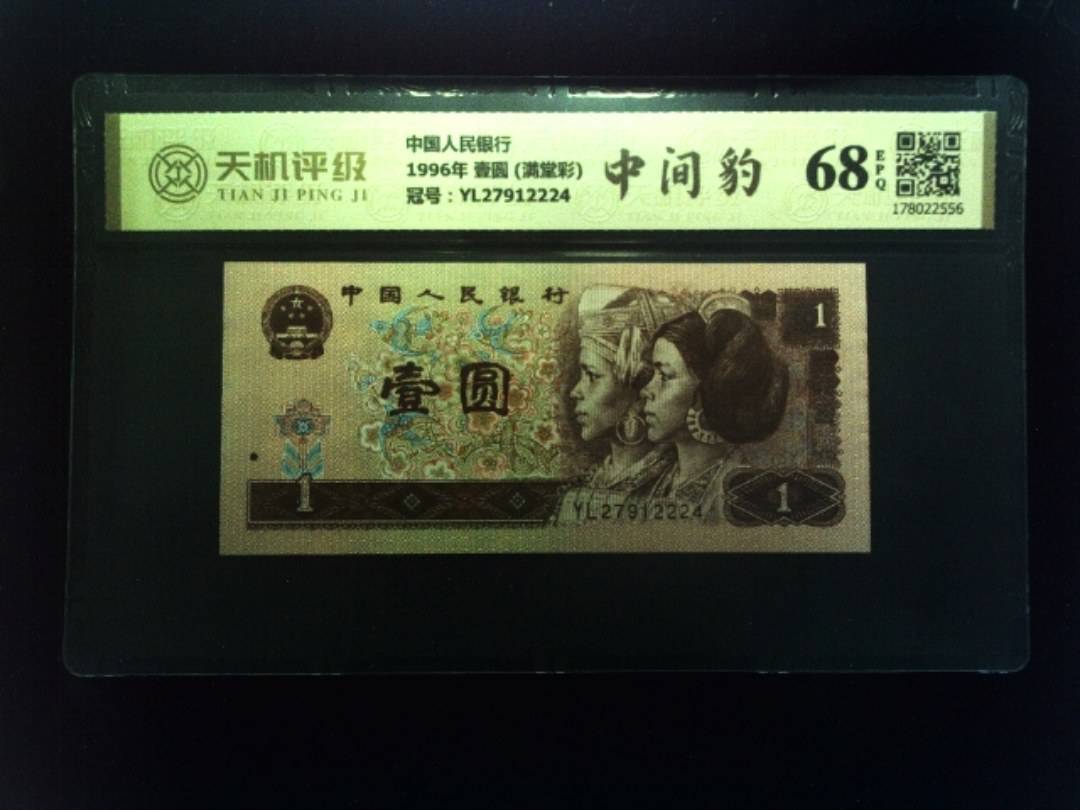 天机评级
TIAN JI PING JI
中国人民银行
1996年 壹圆 (满堂彩)
冠号：YL27912224
中间豹
68
EPQ
178022556
中国人民银行
1
壹圆
1
YL27912224
1